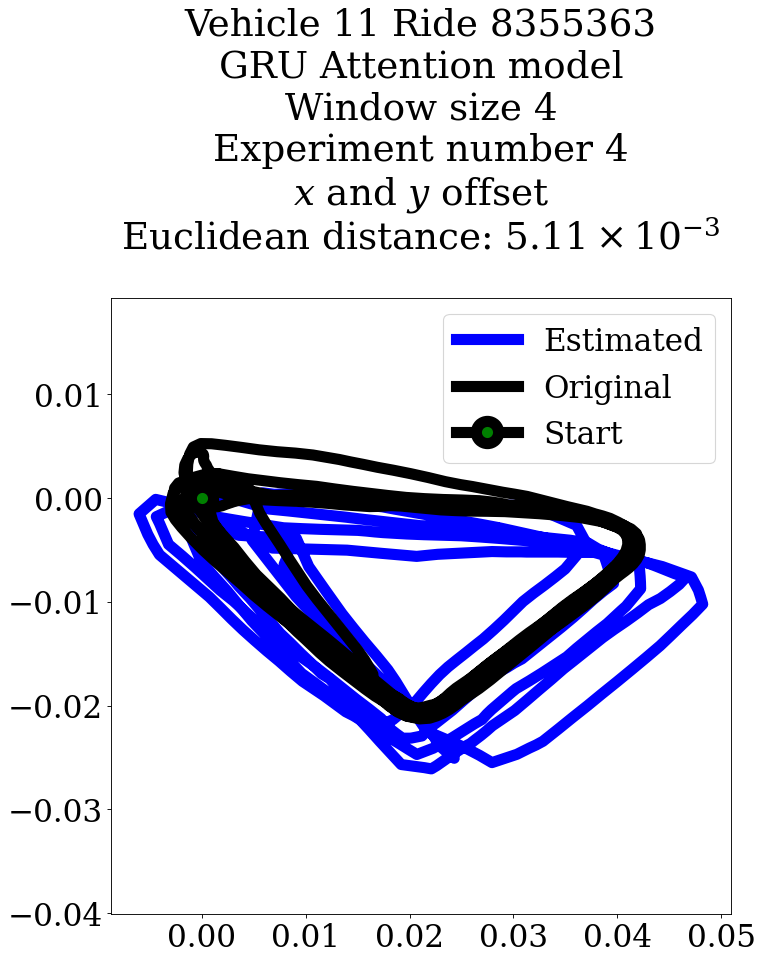 Vehicle 11 Ride 8355363
GRU Attention model
Window size 4
Experiment number 4
x and y offset
Euclidean distance: 5.11 × 10⁻³
Estimated
Original
Start
0.01
0.00
−0.01
−0.02
−0.03
−0.04
0.00 0.01 0.02 0.03 0.04 0.05